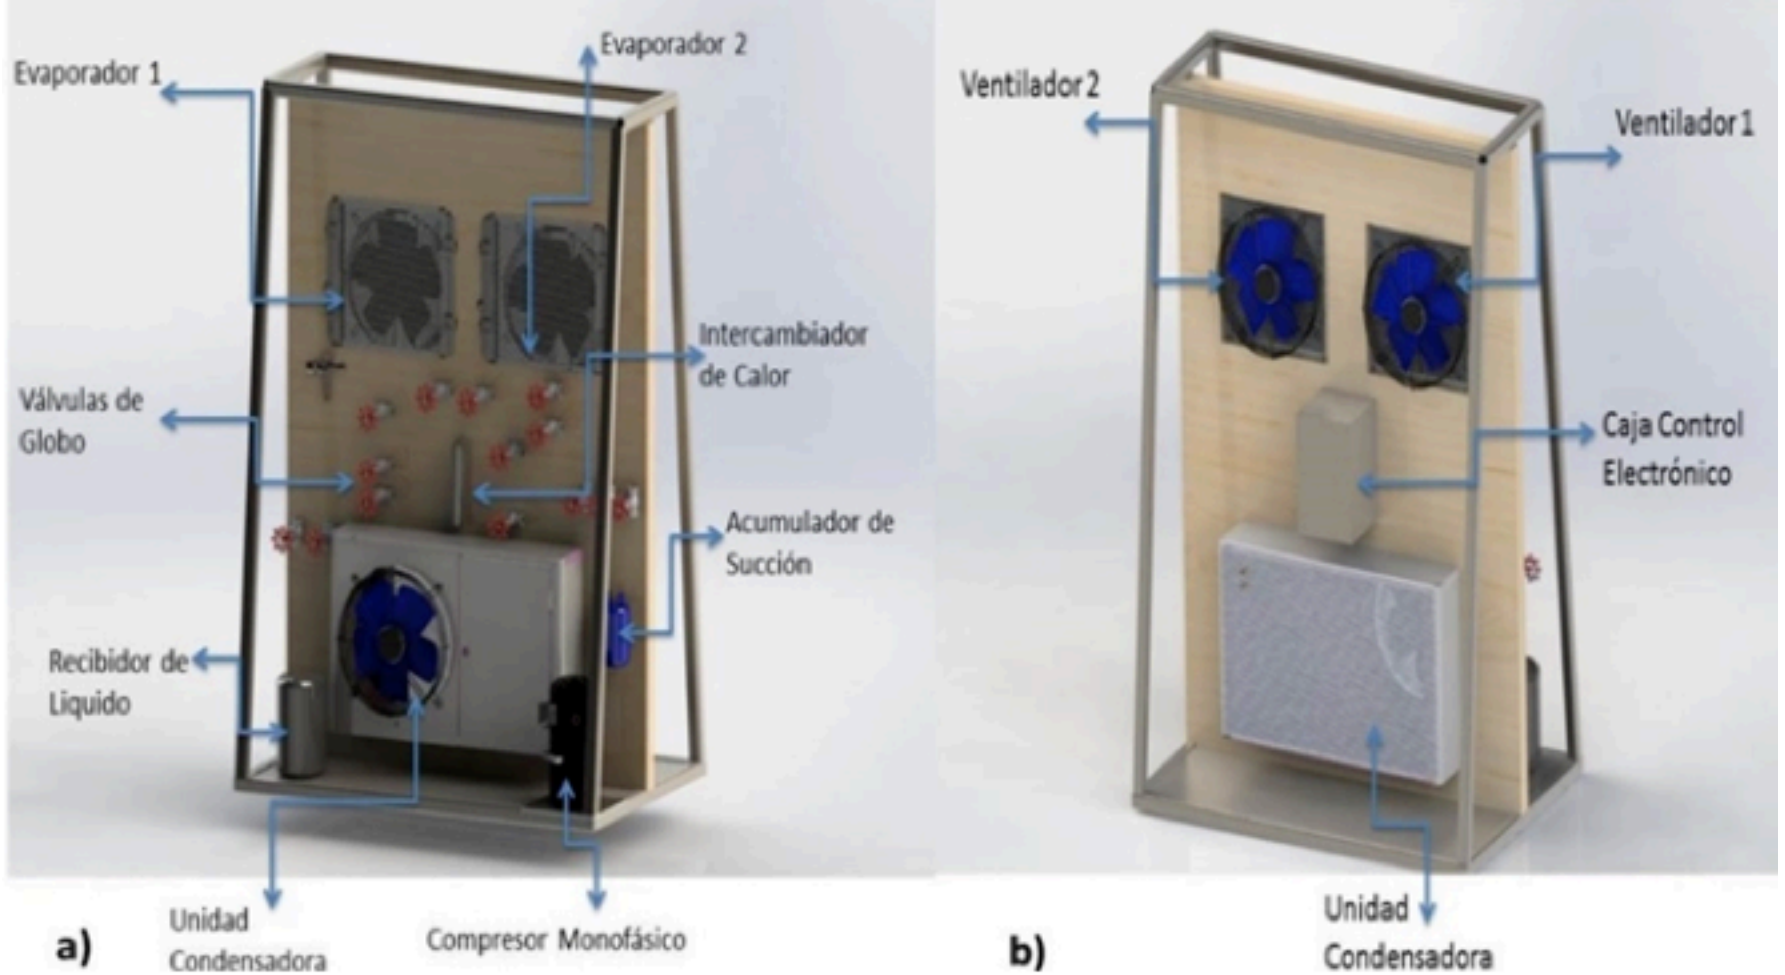 Evaporador 1
Evaporador 2
Válvulas de
Globo
Intercambiador
de Calor
Acumulador de
Succión
Recibidor de
Liquido
Unidad
Condensadora
Compresor Monofásico
a)
Ventilador 2
Ventilador 1
Caja Control
Electrónico
Unidad
Condensadora
b)